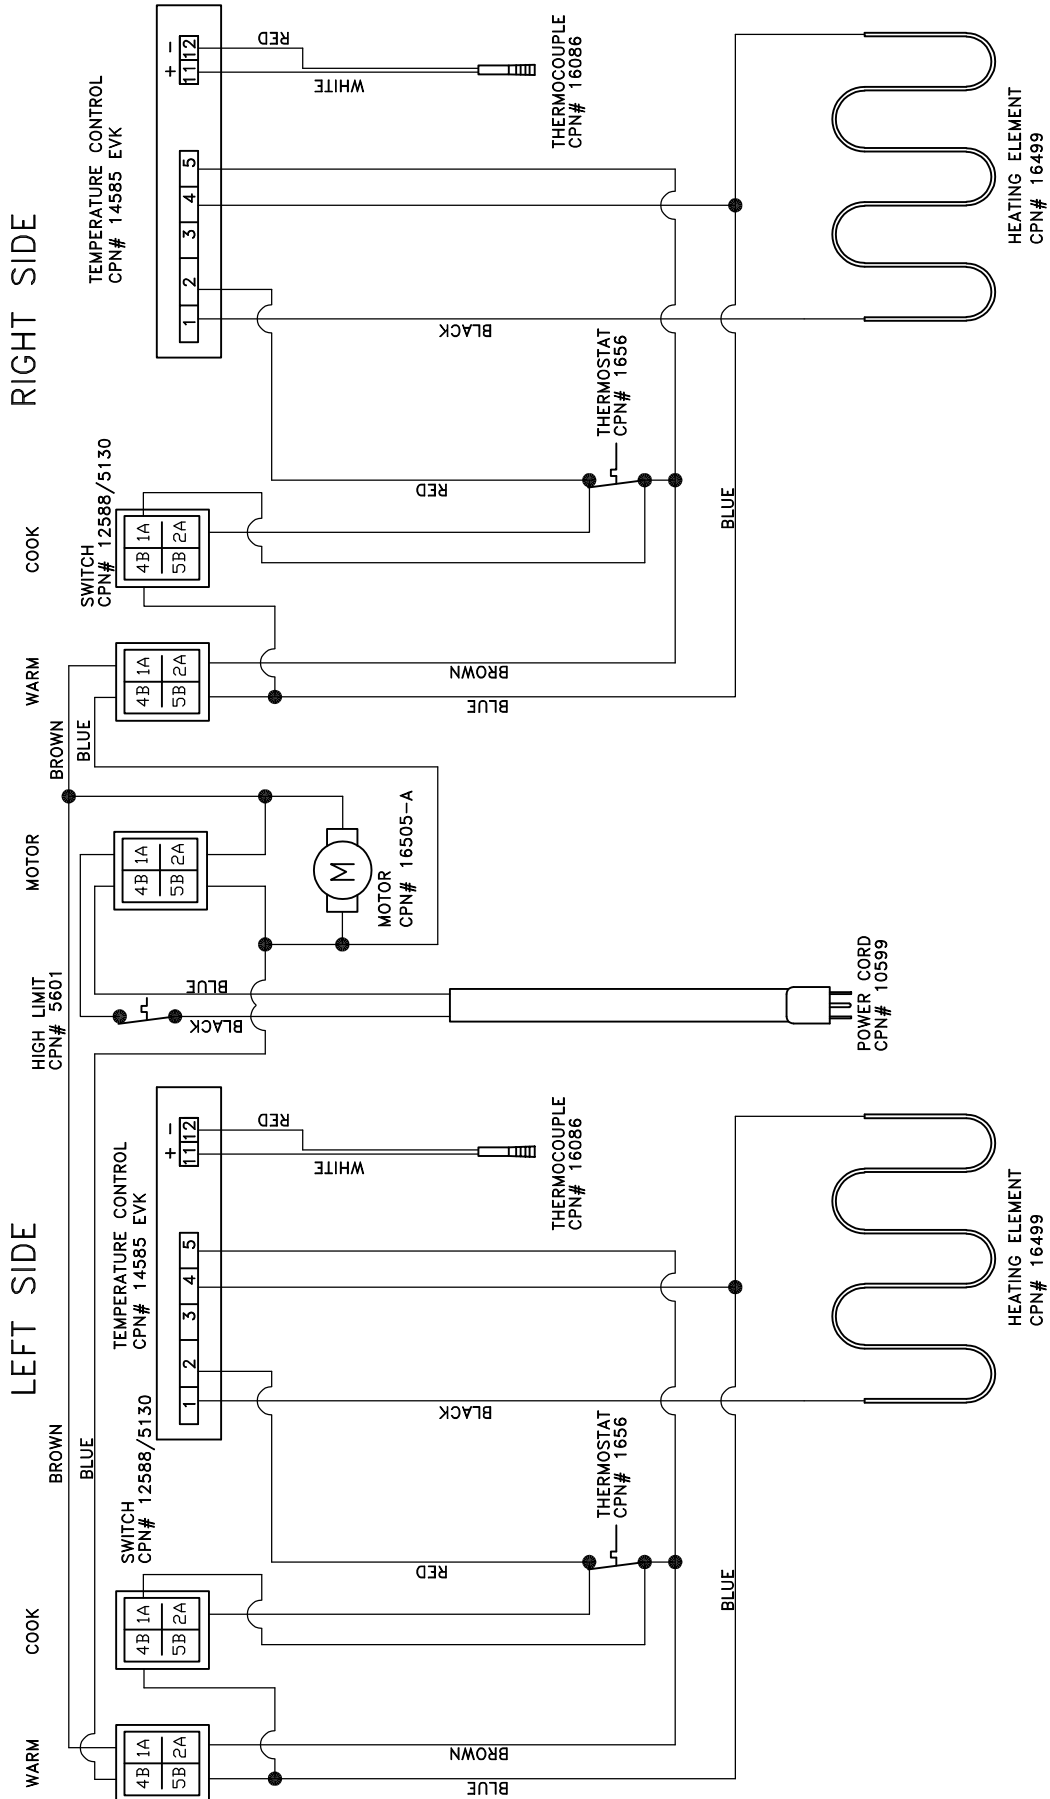 LEFT SIDE
RIGHT SIDE
WARM
COOK
HIGH LIMIT
CPN# 5601
MOTOR
WARM
COOK
BROWN
BLUE
BROWN
BLUE
SWITCH
CPN# 12588/5130
TEMPERATURE CONTROL
CPN# 14585 EVK
SWITCH
CPN# 12588/5130
TEMPERATURE CONTROL
CPN# 14585 EVK
4B 1A
5B 2A
4B 1A
5B 2A
1 2 3 4 5
+ -
11 12
4B 1A
5B 2A
4B 1A
5B 2A
4B 1A
5B 2A
1 2 3 4 5
+ -
11 12
RED
WHITE
BLACK
BLUE
RED
WHITE
M
MOTOR
CPN# 16505-A
BLUE
BROWN
RED
BLACK
BLUE
BROWN
RED
BLACK
THERMOSTAT
CPN# 1656
THERMOCOUPLE
CPN# 16086
THERMOSTAT
CPN# 1656
THERMOCOUPLE
CPN# 16086
BLUE
BLUE
POWER CORD
CPN# 10599
HEATING ELEMENT
CPN# 16499
HEATING ELEMENT
CPN# 16499